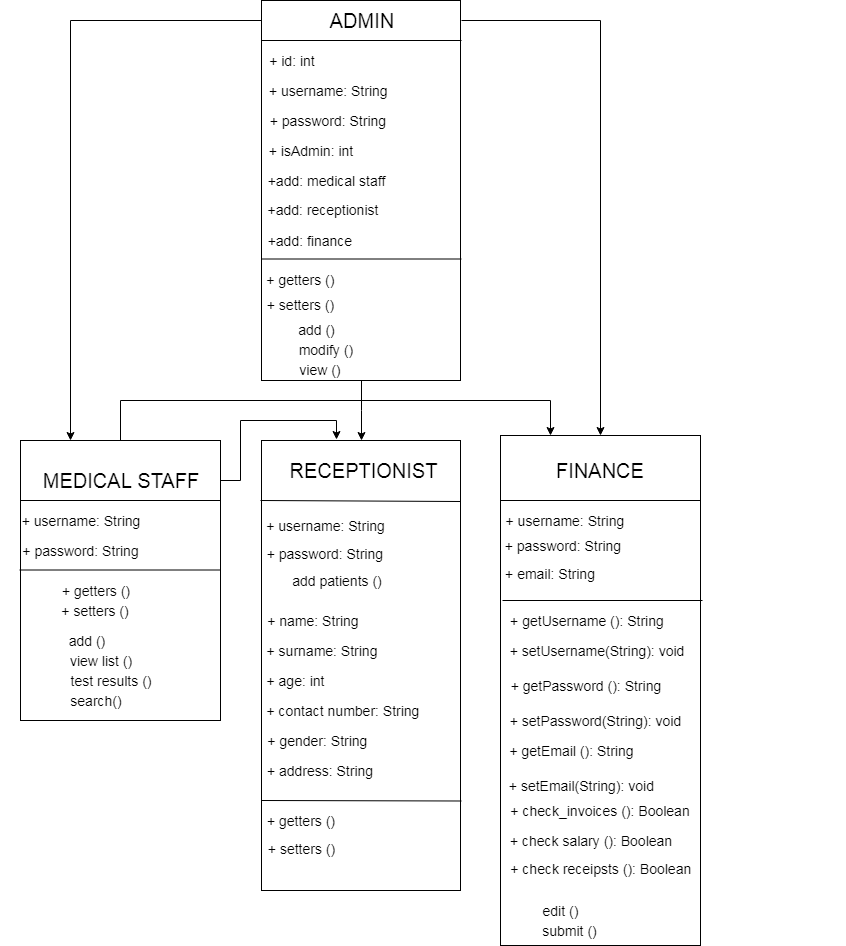 ADMIN
+ id: int
+ username: String
+ password: String
+ isAdmin: int
+add: medical staff
+add: receptionist
+add: finance
+ getters ()
+ setters ()
add ()
modify ()
view ()
MEDICAL STAFF
+ username: String
+ password: String
+ getters ()
+ setters ()
add ()
view list ()
test results ()
search()
RECEPTIONIST
+ username: String
+ password: String
add patients ()
+ name: String
+ surname: String
+ age: int
+ contact number: String
+ gender: String
+ address: String
+ getters ()
+ setters ()
FINANCE
+ username: String
+ password: String
+ email: String
+ getUsername (): String
+ setUsername(String): void
+ getPassword (): String
+ setPassword(String): void
+ getEmail (): String
+ setEmail(String): void
+ check_invoices (): Boolean
+ check salary (): Boolean
+ check receipsts (): Boolean
edit ()
submit ()